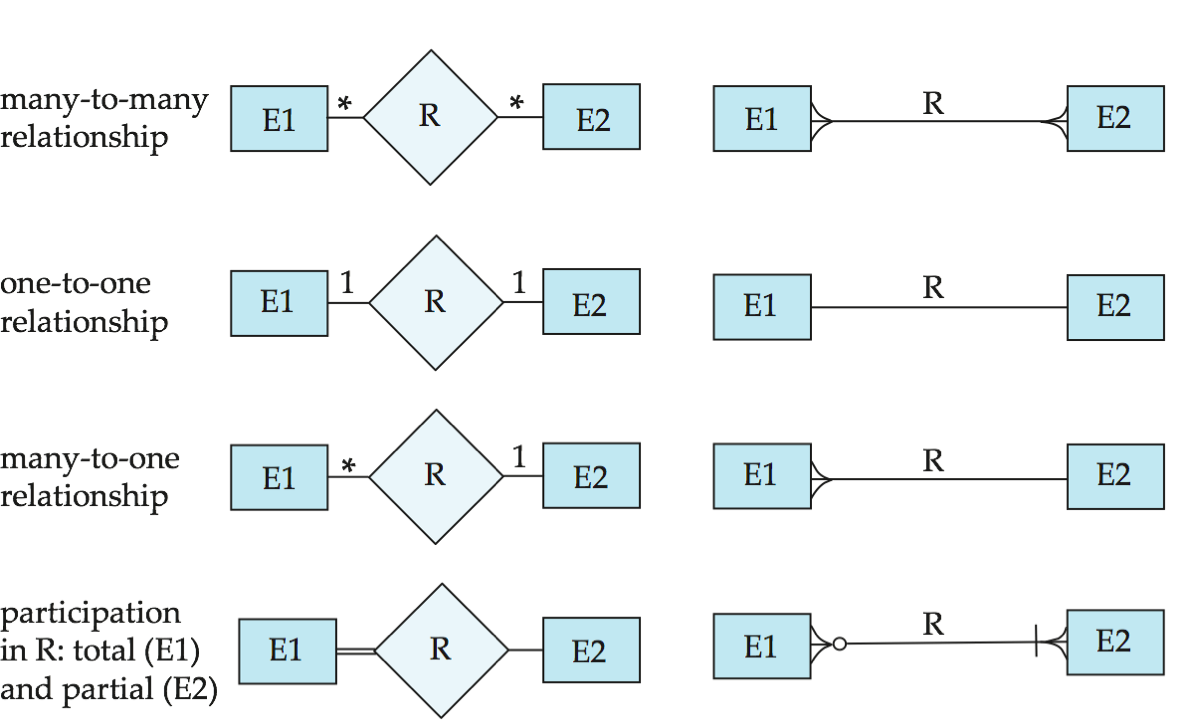 many-to-many
relationship
E1 * R * E2
E1 R E2
one-to-one
relationship
E1 1 R 1 E2
E1 R E2
many-to-one
relationship
E1 * R 1 E2
E1 R E2
participation
in R: total (E1)
and partial (E2)
E1 R E2
E1 R E2